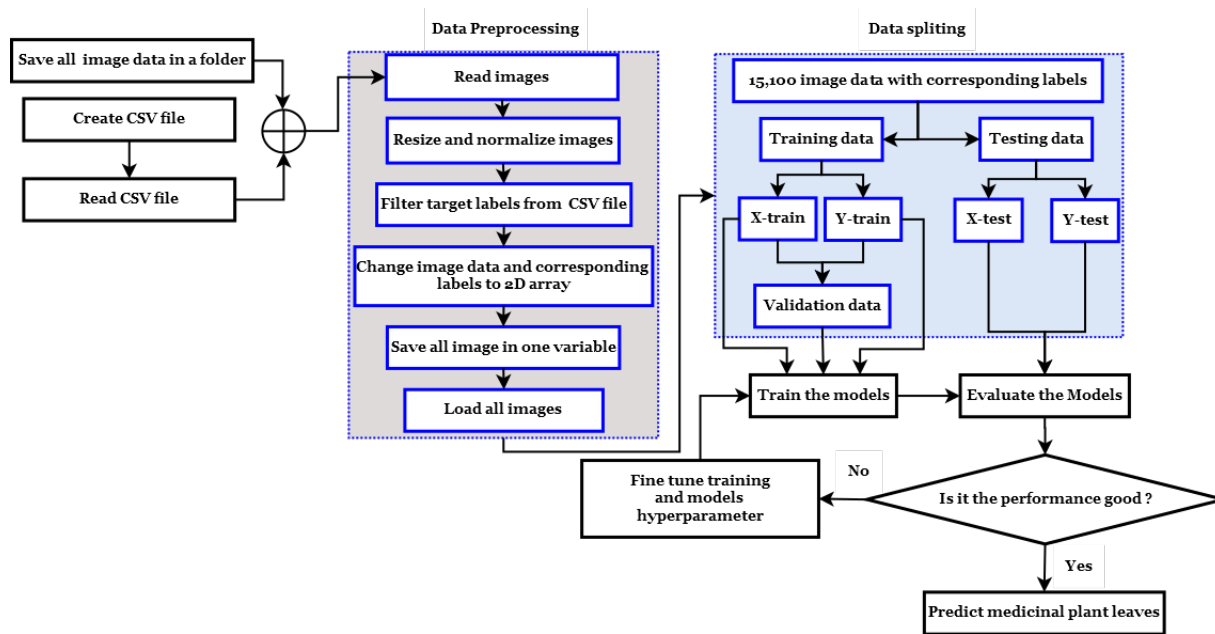 Data Preprocessing
Data spliting
Save all image data in a folder
Create CSV file
Read CSV file
Read images
Resize and normalize images
Filter target labels from CSV file
Change image data and corresponding
labels to 2D array
Save all image in one variable
Load all images
15,100 image data with corresponding labels
Training data
Testing data
X-train
Y-train
X-test
Y-test
Validation data
Train the models
Evaluate the Models
Fine tune training
and models
hyperparameter
No
Is it the performance good ?
Yes
Predict medicinal plant leaves